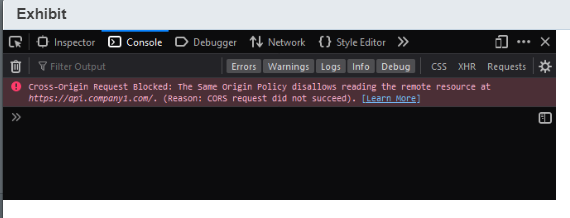 Exhibit
Inspector Console Debugger Network {} Style Editor
Filter Output Errors Warnings Logs Info Debug CSS XHR Requests
Cross-Origin Request Blocked: The Same Origin Policy disallows reading the remote resource at
https://api.company1.com/. (Reason: CORS request did not succeed). [Learn More]